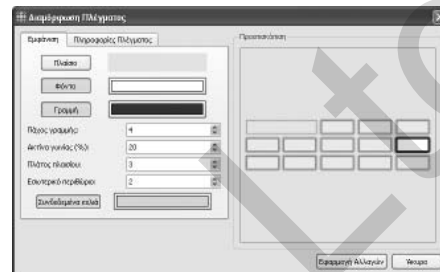 Διαμόρφωση Πλέγματος
Εμφάνιση Πληροφορίες Πλέγματος
Προεπισκόπηση
Πλαίσιο
Φόντο
Γραμμή
Πάχος γραμμής: 4
Ακτίνα γωνίας (%): 20
Πλάτος πλαισίου: 3
Εσωτερικό περιθώριο: 2
Συνδεδεμένα κελιά
Εφαρμογή Αλλαγών Άκυρο